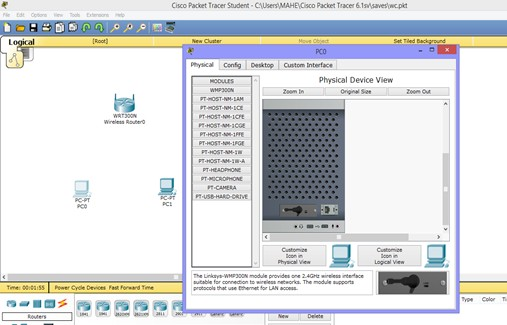 Cisco Packet Tracer Student - C:\Users\MAHE\Cisco Packet Tracer 6.1sv\saves\wc.pkt
File Edit Options View Tools Extensions Help
Logical
[Root]
New Cluster
Move Object
Set Tiled Background
WRT300N
Wireless Router0
PC-PT
PC0
PC-PT
PC1
PC0
Physical Config Desktop Custom Interface
MODULES
WMP300N
PT-HOST-NM-1AM
PT-HOST-NM-1CE
PT-HOST-NM-1CFE
PT-HOST-NM-1CGE
PT-HOST-NM-1FFE
PT-HOST-NM-1FGE
PT-HOST-NM-1W
PT-HOST-NM-1W-A
PT-HEADPHONE
PT-MICROPHONE
PT-CAMERA
PT-USB-HARD-DRIVE
Physical Device View
Zoom In Original Size Zoom Out
Customize
Icon in
Physical View
Customize
Icon in
Logical View
The Linksys-WMP300N module provides one 2.4GHz wireless interface
suitable for connection to wireless networks. The module supports
protocols that use Ethernet for LAN access.
Time: 00:01:55 Power Cycle Devices Fast Forward Time
Routers
1841 1941 2620XM 2621XM 2811
New Delete
Type Color